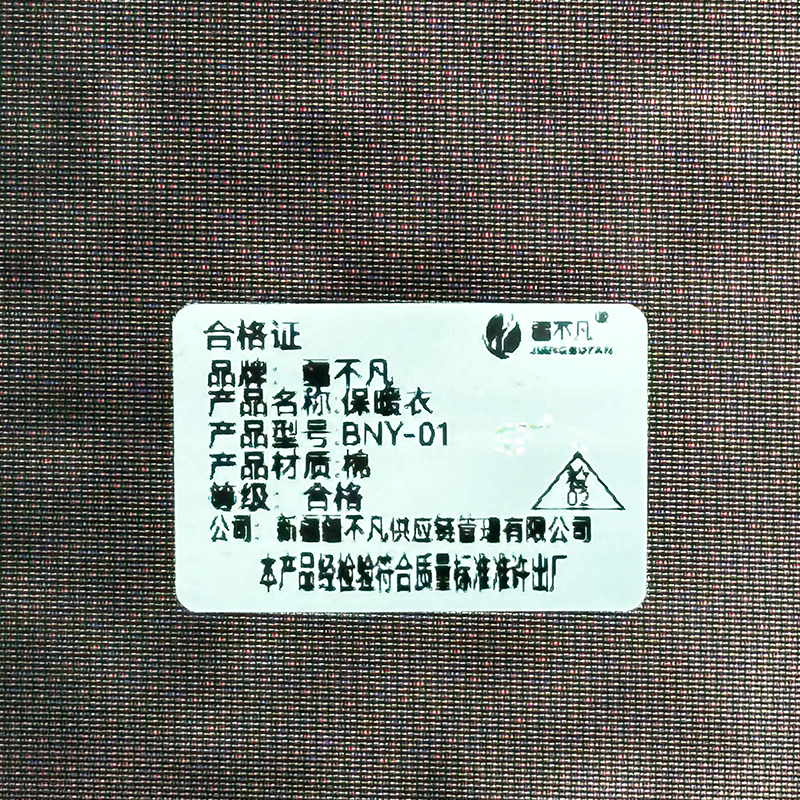 合格证
疆不凡
品牌：疆不凡
产品名称:保暖衣
产品型号:BNY-01
产品材质:棉
等级：合格
检
02
公司：新疆疆不凡供应链管理有限公司
本产品经检验符合质量标准准许出厂